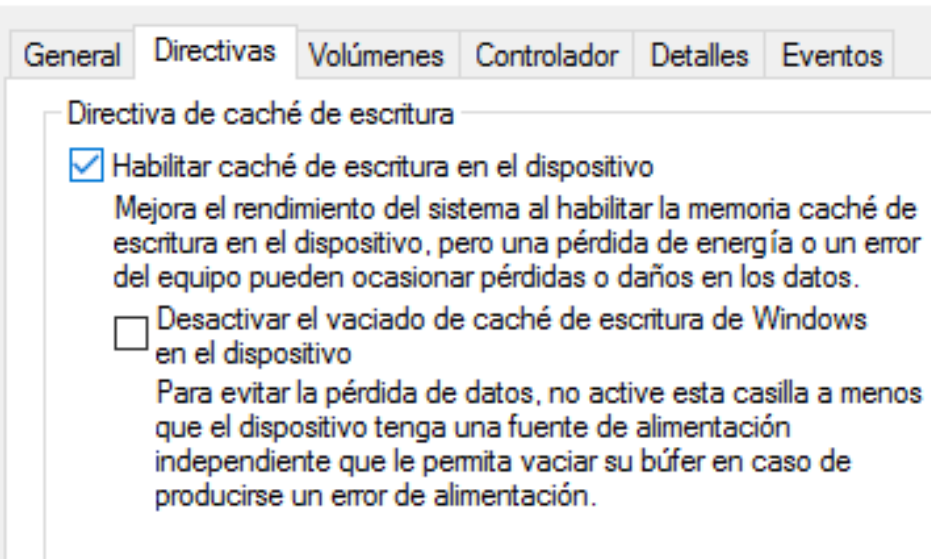 General Directivas Volúmenes Controlador Detalles Eventos
Directiva de caché de escritura
Habilitar caché de escritura en el dispositivo
Mejora el rendimiento del sistema al habilitar la memoria caché de
escritura en el dispositivo, pero una pérdida de energía o un error
del equipo pueden ocasionar pérdidas o daños en los datos.
Desactivar el vaciado de caché de escritura de Windows
en el dispositivo
Para evitar la pérdida de datos, no active esta casilla a menos
que el dispositivo tenga una fuente de alimentación
independiente que le permita vaciar su búfer en caso de
producirse un error de alimentación.